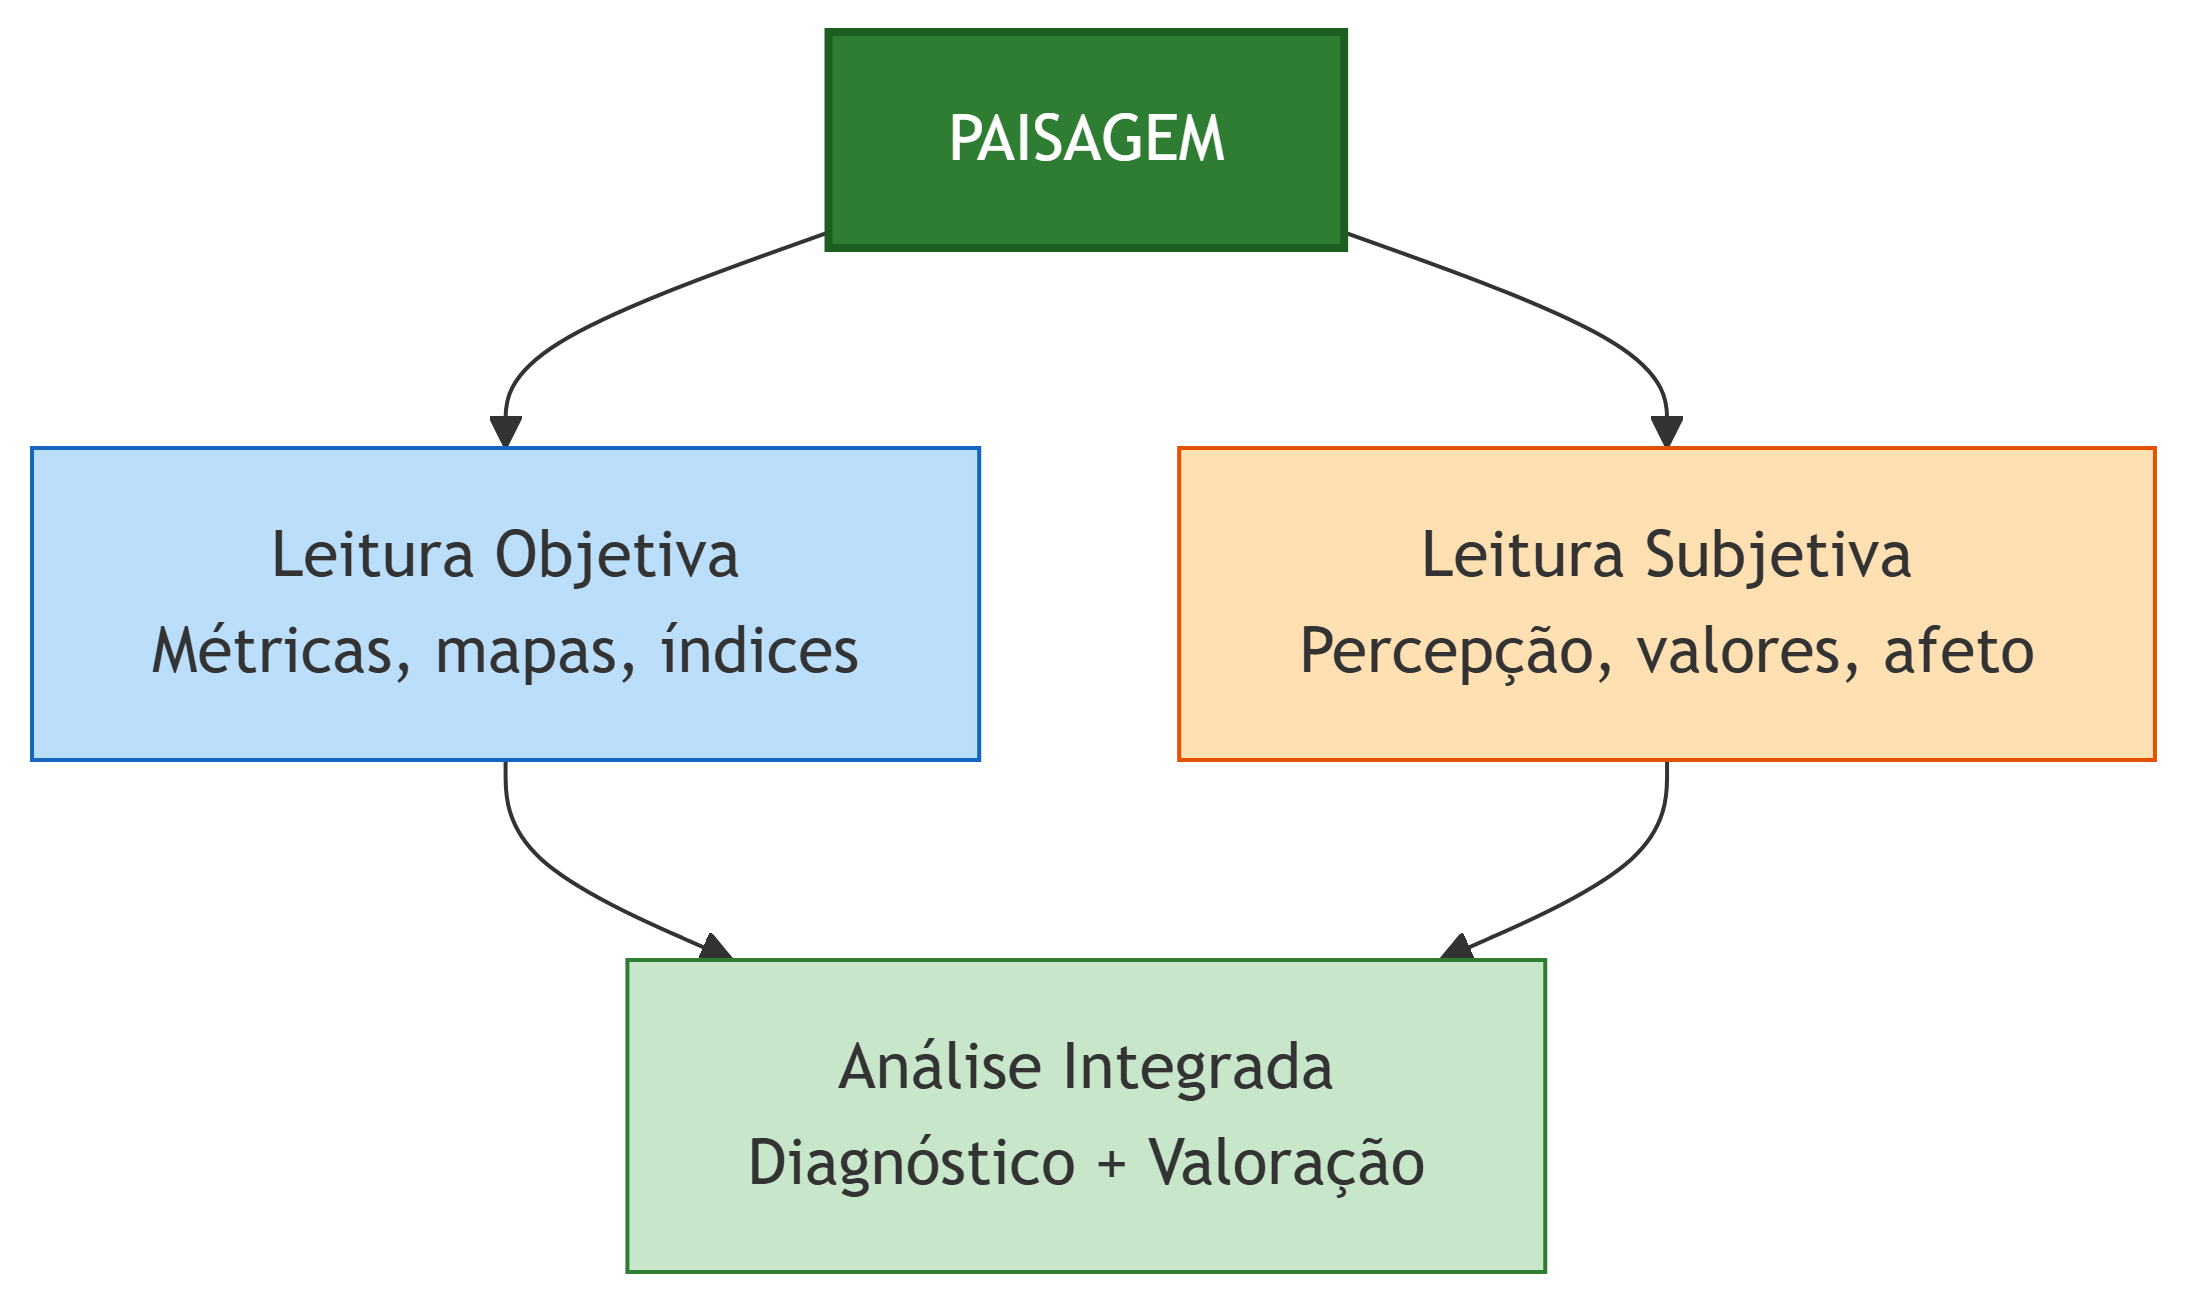 PAISAGEM
Leitura Objetiva
Métricas, mapas, índices
Leitura Subjetiva
Percepção, valores, afeto
Análise Integrada
Diagnóstico + Valoração